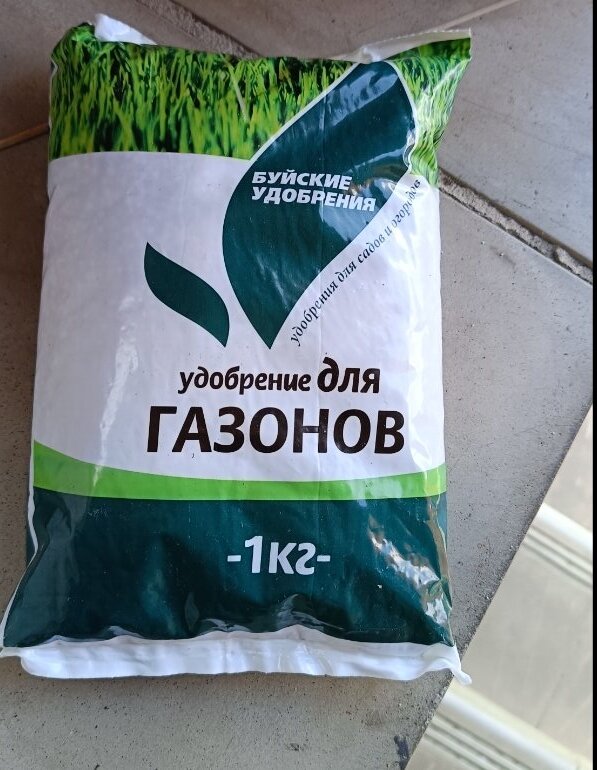 БУЙСКИЕ
УДОБРЕНИЯ
удобрения для садов и огородов
удобрение для
ГАЗОНОВ
-1кг-